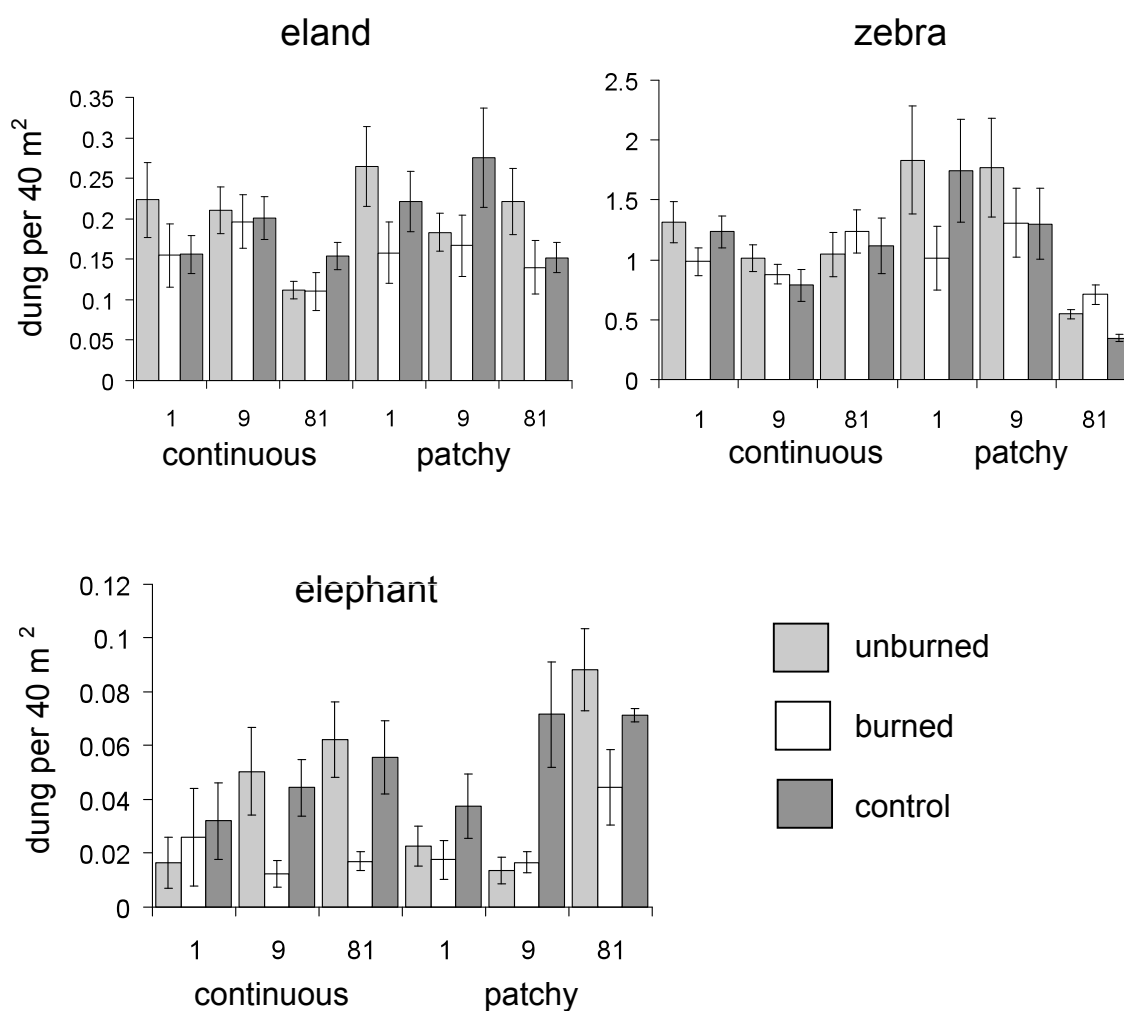 eland
dung per 40 m²
0.35
0.3
0.25
0.2
0.15
0.1
0.05
0
1 9 81 1 9 81
continuous patchy
zebra
2.5
2
1.5
1
0.5
0
1 9 81 1 9 81
continuous patchy
elephant
dung per 40 m²
0.12
0.1
0.08
0.06
0.04
0.02
0
1 9 81 1 9 81
continuous patchy
unburned
burned
control